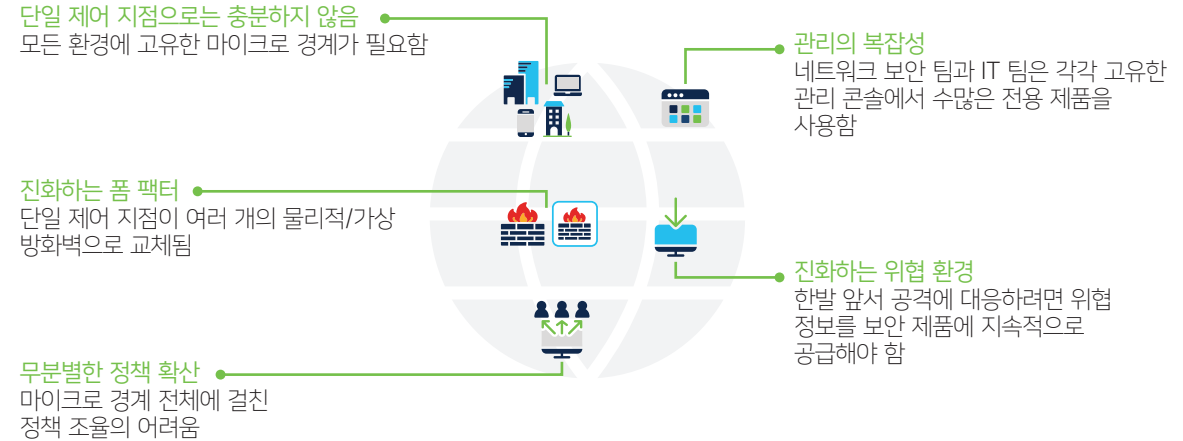 단일 제어 지점으로는 충분하지 않음
모든 환경에 고유한 마이크로 경계가 필요함
진화하는 폼 팩터
단일 제어 지점이 여러 개의 물리적/가상
방화벽으로 교체됨
무분별한 정책 확산
마이크로 경계 전체에 걸친
정책 조율의 어려움
관리의 복잡성
네트워크 보안 팀과 IT 팀은 각각 고유한
관리 콘솔에서 수많은 전용 제품을
사용함
진화하는 위협 환경
한발 앞서 공격에 대응하려면 위협
정보를 보안 제품에 지속적으로
공급해야 함